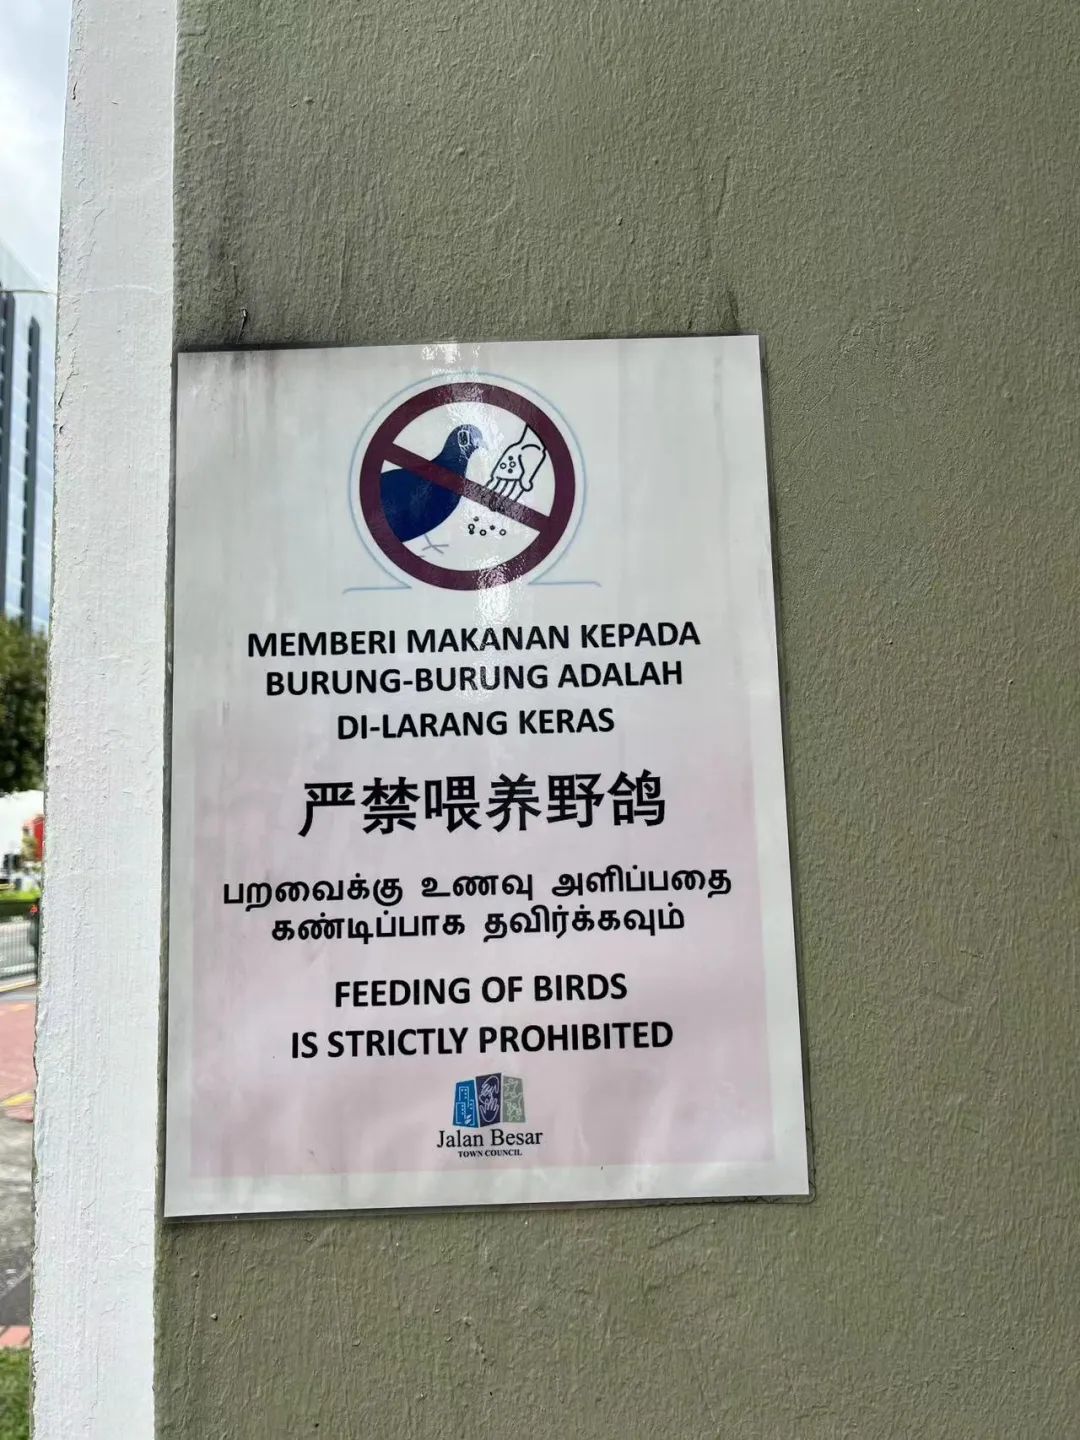 MEMBERI MAKANAN KEPADA
BURUNG-BURUNG ADALAH
DI-LARANG KERAS
严禁喂养野鸽
பறவைக்கு உணவு அளிப்பதை
கண்டிப்பாக தவிர்க்கவும்
FEEDING OF BIRDS
IS STRICTLY PROHIBITED
Jalan Besar
TOWN COUNCIL